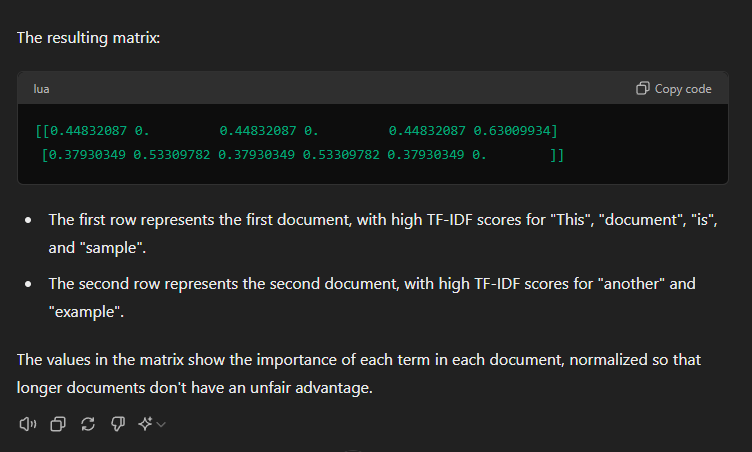 The resulting matrix:
lua
Copy code
[[0.44832087 0.         0.44832087 0.         0.44832087 0.63009934]
 [0.37930349 0.53309782 0.37930349 0.53309782 0.37930349 0.        ]]
• The first row represents the first document, with high TF-IDF scores for "This", "document", "is",
and "sample".
• The second row represents the second document, with high TF-IDF scores for "another" and
"example".
The values in the matrix show the importance of each term in each document, normalized so that
longer documents don't have an unfair advantage.